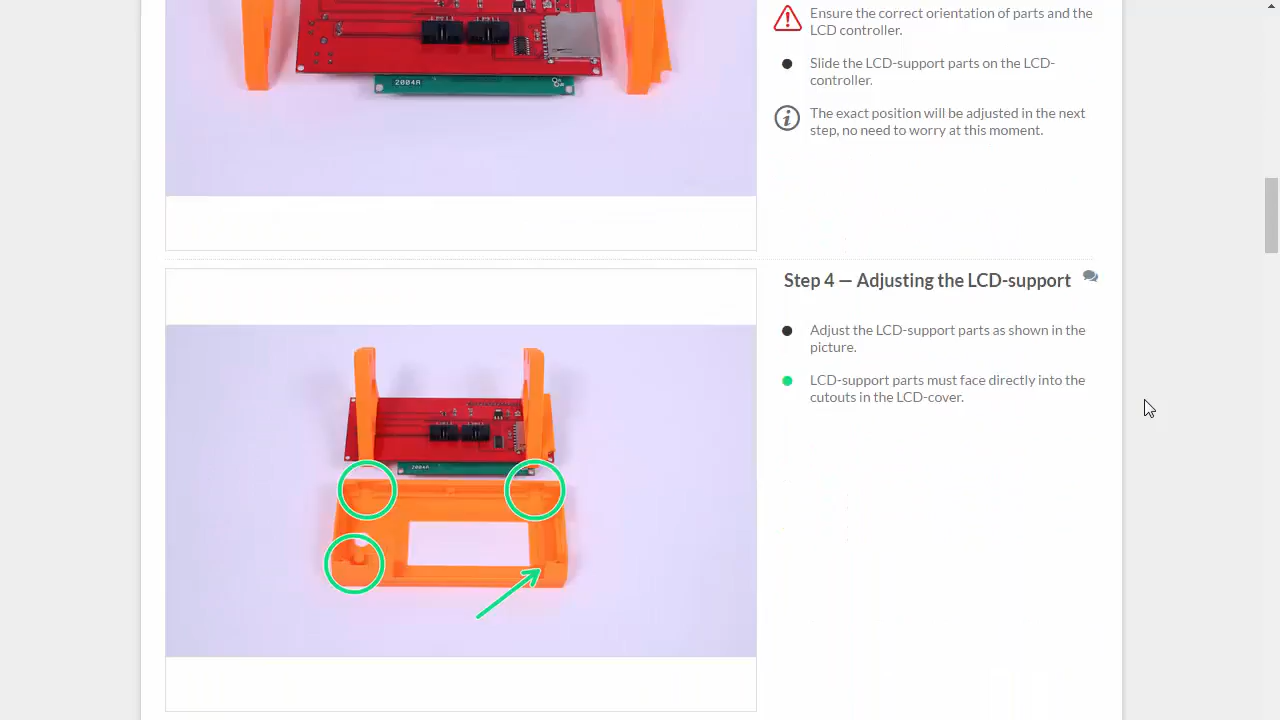 Ensure the correct orientation of parts and the
LCD controller.
Slide the LCD-support parts on the LCD-
controller.
The exact position will be adjusted in the next
step, no need to worry at this moment.
2004A
Step 4 — Adjusting the LCD-support
Adjust the LCD-support parts as shown in the
picture.
LCD-support parts must face directly into the
cutouts in the LCD-cover.
2004A